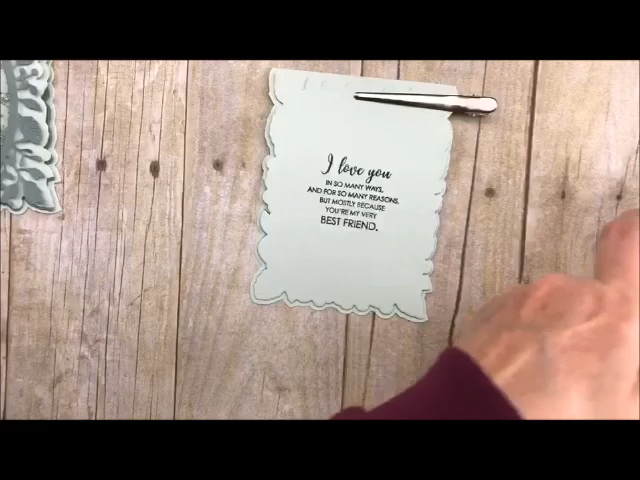 I love you
IN SO MANY WAYS,
AND FOR SO MANY REASONS,
BUT MOSTLY BECAUSE
YOU'RE MY VERY
BEST FRIEND.